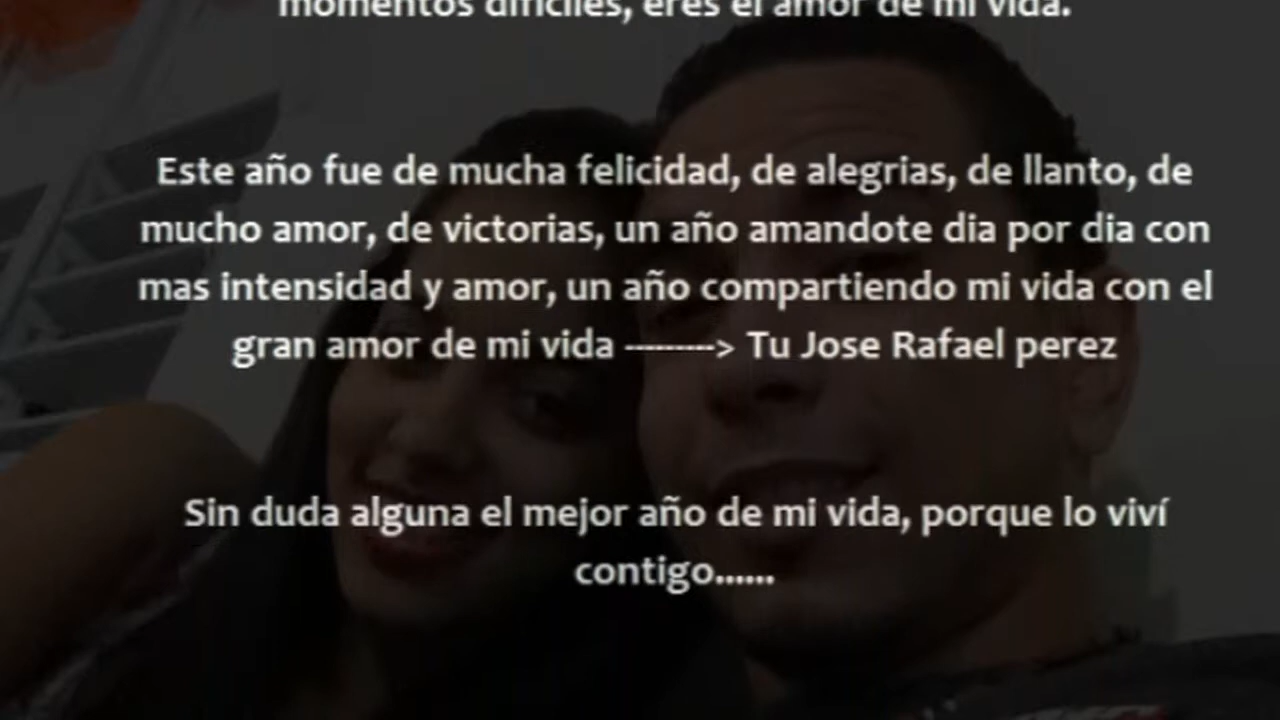 momentos dificiles, eres el amor de mi vida.
Este año fue de mucha felicidad, de alegrias, de llanto, de
mucho amor, de victorias, un año amandote dia por dia con
mas intensidad y amor, un año compartiendo mi vida con el
gran amor de mi vida ---------> Tu Jose Rafael perez
Sin duda alguna el mejor año de mi vida, porque lo viví
contigo......